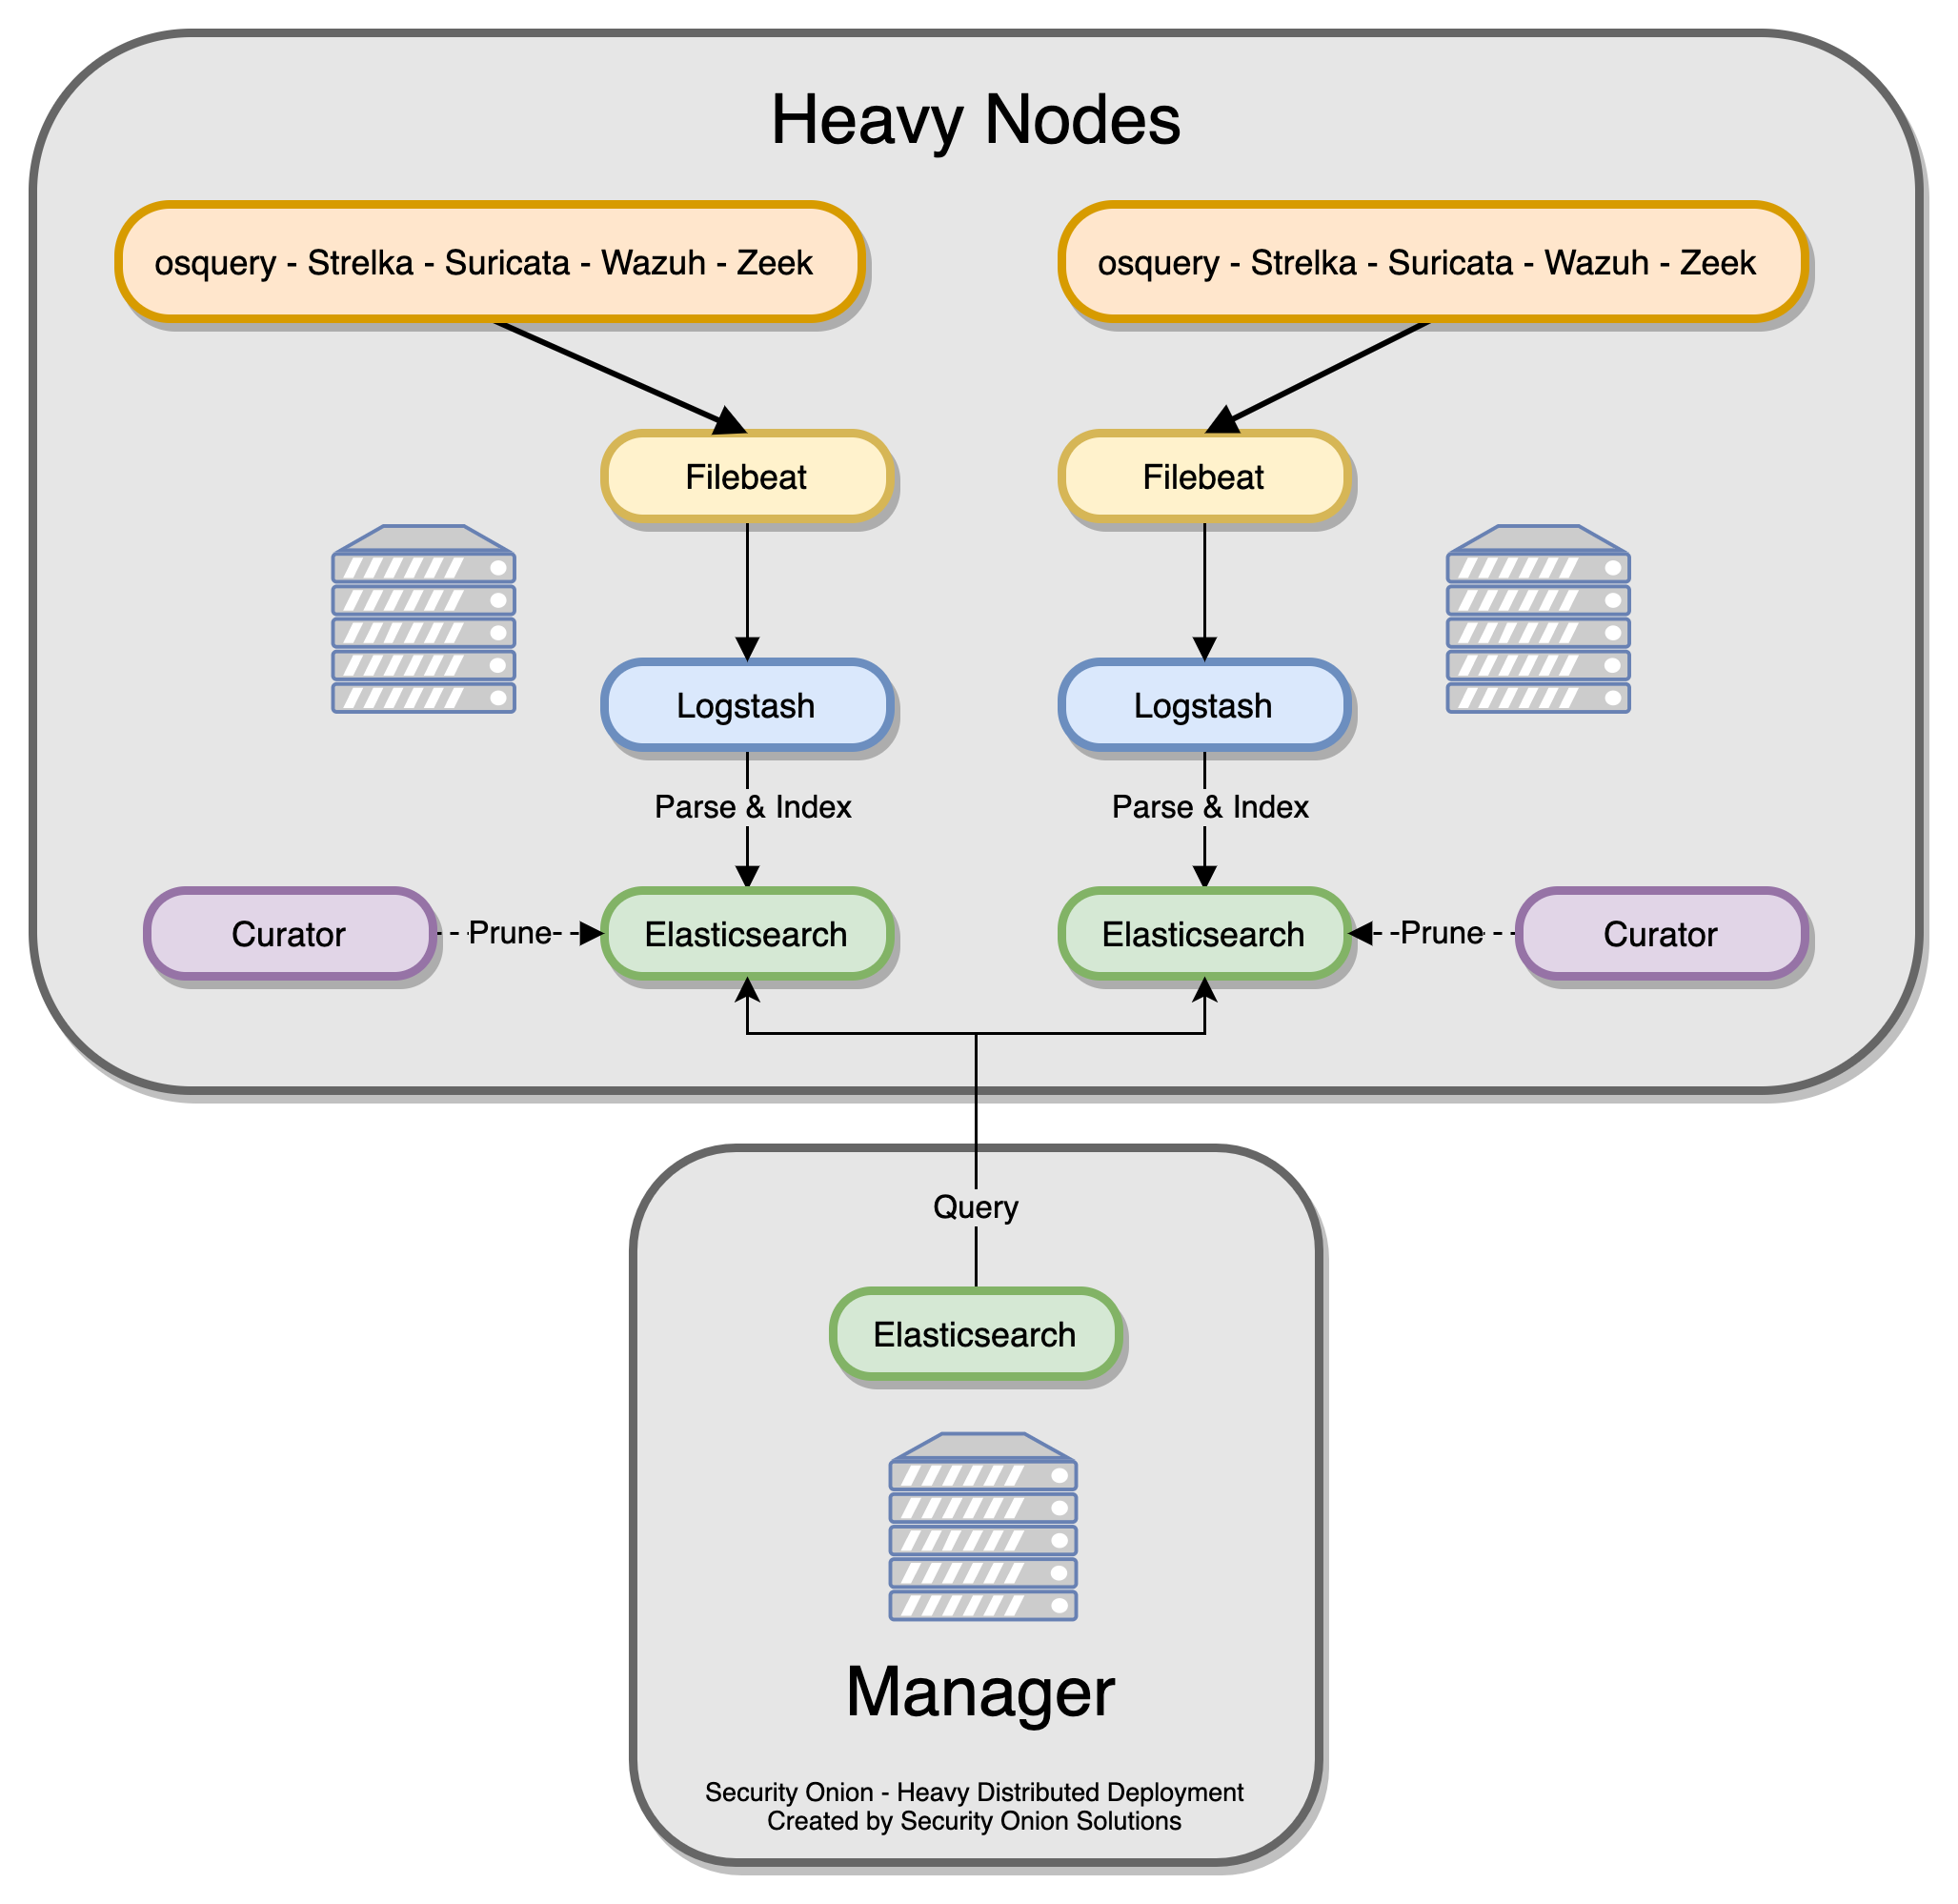 Heavy Nodes
osquery - Strelka - Suricata - Wazuh - Zeek
osquery - Strelka - Suricata - Wazuh - Zeek
Filebeat
Filebeat
Logstash
Logstash
Parse & Index
Parse & Index
Curator
Prune
Elasticsearch
Elasticsearch
Prune
Curator
Query
Elasticsearch
Manager
Security Onion - Heavy Distributed Deployment
Created by Security Onion Solutions